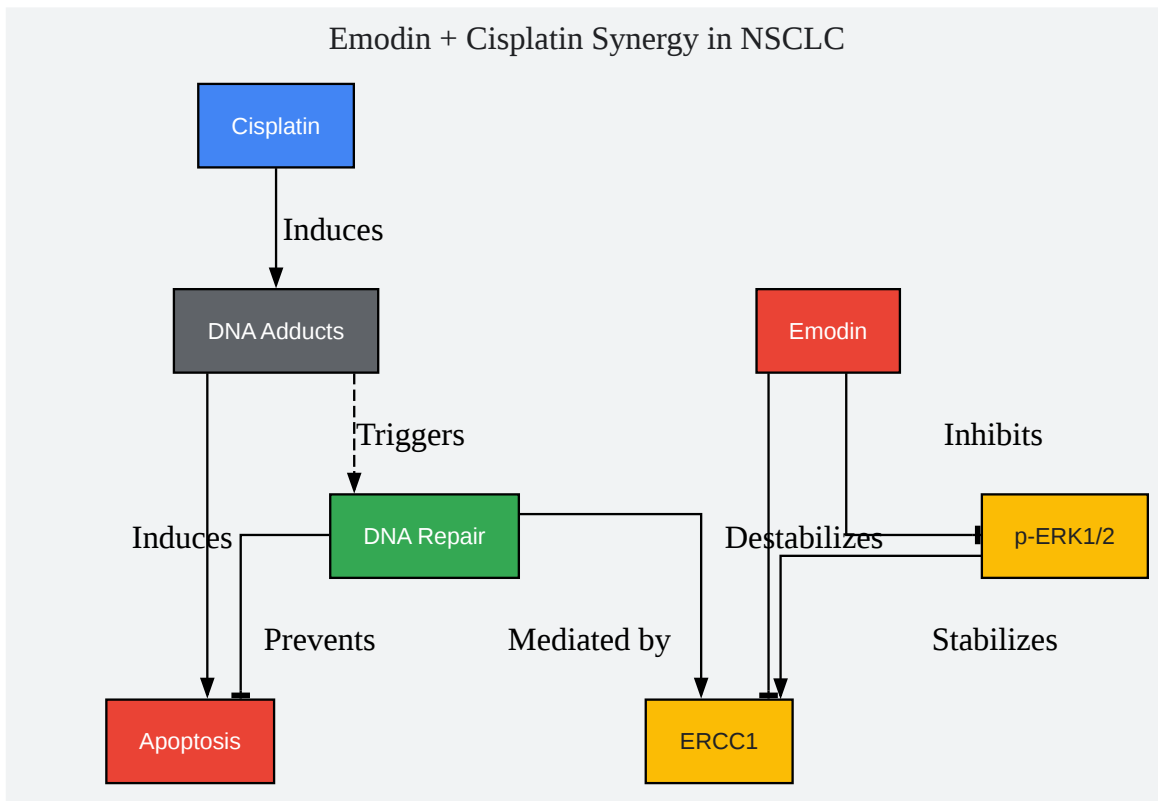 Emodin + Cisplatin Synergy in NSCLC
Cisplatin
Induces
DNA Adducts
Emodin
Triggers
Inhibits
Induces
DNA Repair
Destabilizes
p-ERK1/2
Prevents
Mediated by
Stabilizes
Apoptosis
ERCC1